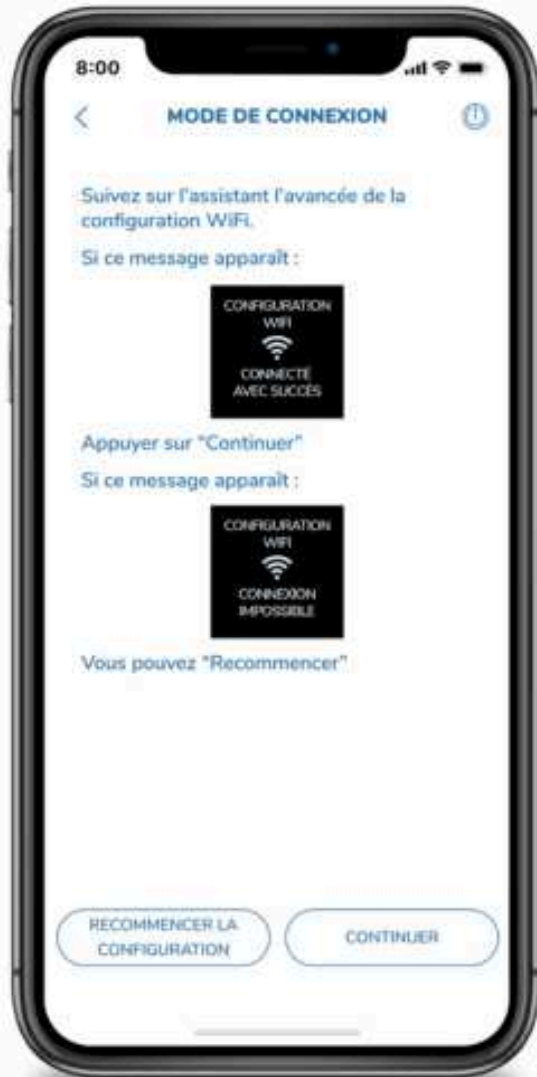 8:00
MODE DE CONNEXION
Suivez sur l'assistant l'avancée de la
configuration WiFi.
Si ce message apparaît :
CONFIGURATION
WIFI
CONNECTÉ
AVEC SUCCÈS
Appuyer sur "Continuer"
Si ce message apparaît :
CONFIGURATION
WIFI
CONNEXION
IMPOSSIBLE
Vous pouvez "Recommencer"
RECOMMENCER LA
CONFIGURATION
CONTINUER